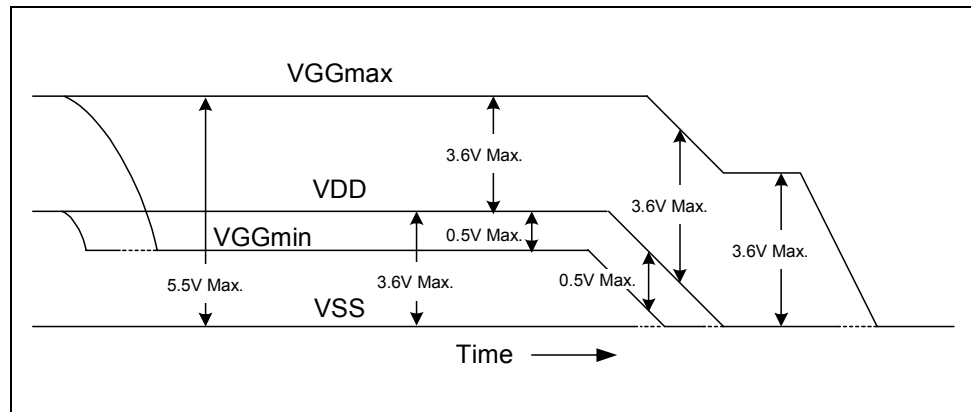 VGGmax
3.6V Max.
VDD
3.6V Max.
VGGmin
0.5V Max.
3.6V Max.
5.5V Max.
3.6V Max.
0.5V Max.
VSS
Time